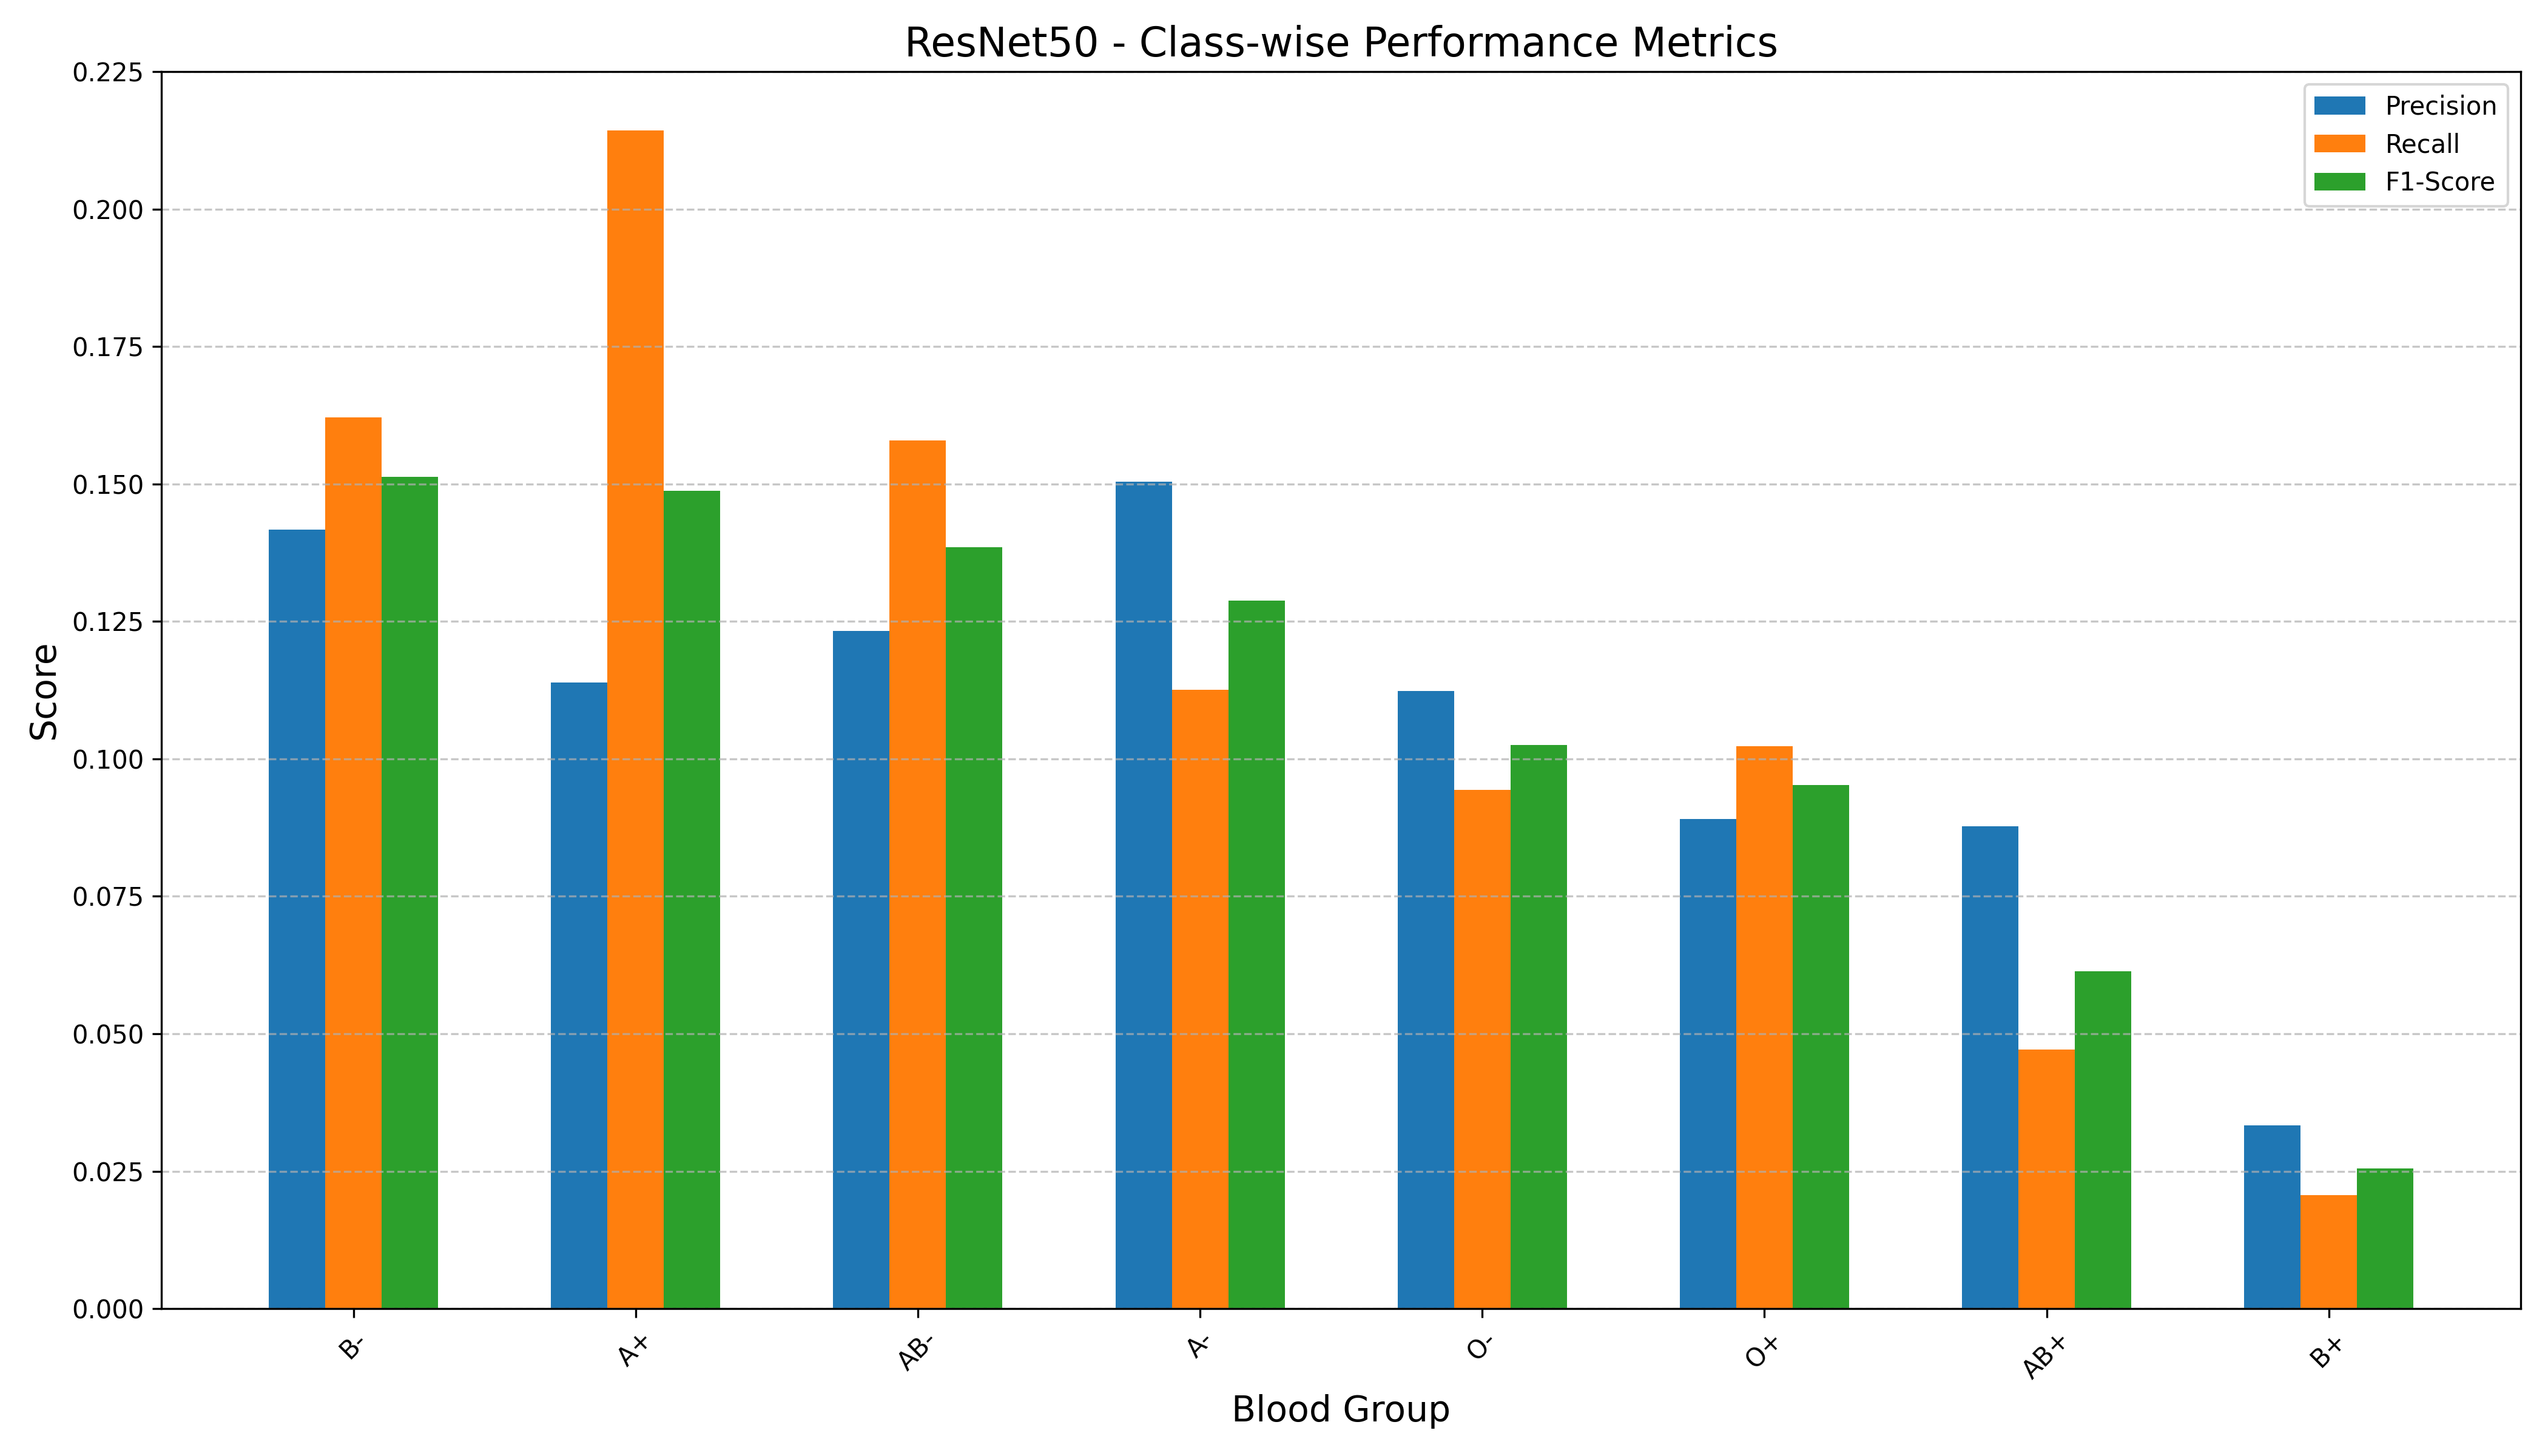 ResNet50 - Class-wise Performance Metrics
Precision
Recall
F1-Score
Score
0.225
0.200
0.175
0.150
0.125
0.100
0.075
0.050
0.025
0.000
B-
A+
AB-
A-
O-
O+
AB+
B+
Blood Group